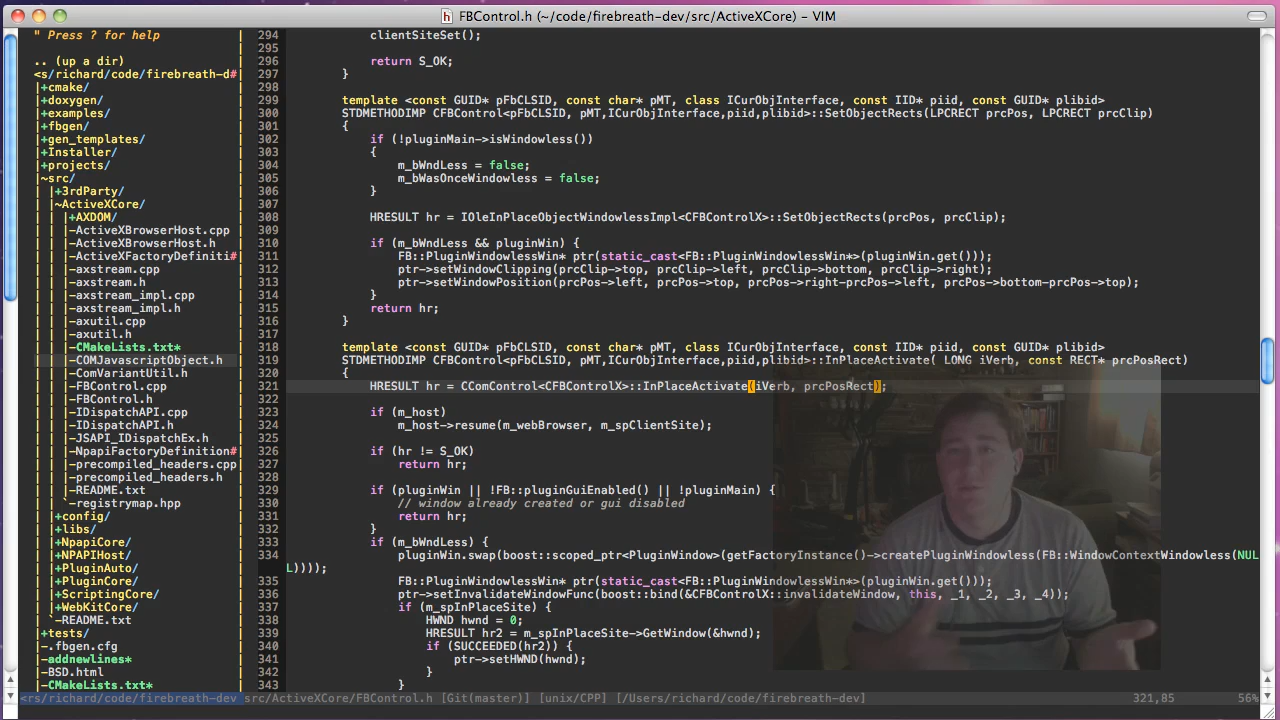 FBControl.h (~/code/firebreath-dev/src/ActiveXCore) - VIM
" Press ? for help
.. (up a dir)
<s/richard/code/firebreath-d#
|+cmake/
|+doxygen/
|+examples/
|+fbgen/
|+gen_templates/
|+Installer/
|+projects/
|~src/
| |+3rdParty/
| |~ActiveXCore/
| | |+AXDOM/
| | |-ActiveXBrowserHost.cpp
| | |-ActiveXBrowserHost.h
| | |-ActiveXFactoryDefiniti#
| | |-axstream.cpp
| | |-axstream.h
| | |-axstream_impl.cpp
| | |-axstream_impl.h
| | |-axutil.cpp
| | |-axutil.h
| | |-CMakeLists.txt*
| | |-COMJavascriptObject.h
| | |-ComVariantUtil.h
| | |-FBControl.cpp
| | |-FBControl.h
| | |-IDispatchAPI.cpp
| | |-IDispatchAPI.h
| | |-JSAPI_IDispatchEx.h
| | |-NpapiFactoryDefinition#
| | |-precompiled_headers.cpp
| | |-precompiled_headers.h
| | |-README.txt
| | `-registrymap.hpp
| |+config/
| |+libs/
| |+NpapiCore/
| |+NPAPIHost/
| |+PluginAuto/
| |+PluginCore/
| |+ScriptingCore/
| |+WebKitCore/
| `-README.txt
|+tests/
|-.fbgen.cfg
|-addnewlines*
|-BSD.html
|-CMakeLists.txt*
<rs/richard/code/firebreath-dev
294 clientSiteSet();
295
296 return S_OK;
297 }
298
299 template <const GUID* pFbCLSID, const char* pMT, class ICurObjInterface, const IID* piid, const GUID* plibid>
300 STDMETHODIMP CFBControl<pFbCLSID, pMT,ICurObjInterface,piid,plibid>::SetObjectRects(LPCRECT prcPos, LPCRECT prcClip)
301 {
302 if (!pluginMain->isWindowless())
303 {
304 m_bWndLess = false;
305 m_bWasOnceWindowless = false;
306 }
307
308 HRESULT hr = IOleInPlaceObjectWindowlessImpl<CFBControlX>::SetObjectRects(prcPos, prcClip);
309
310 if (m_bWndLess && pluginWin) {
311 FB::PluginWindowlessWin* ptr(static_cast<FB::PluginWindowlessWin*>(pluginWin.get()));
312 ptr->setWindowClipping(prcClip->top, prcClip->left, prcClip->bottom, prcClip->right);
313 ptr->setWindowPosition(prcPos->left, prcPos->top, prcPos->right-prcPos->left, prcPos->bottom-prcPos->top);
314 }
315 return hr;
316 }
317
318 template <const GUID* pFbCLSID, const char* pMT, class ICurObjInterface, const IID* piid, const GUID* plibid>
319 STDMETHODIMP CFBControl<pFbCLSID, pMT,ICurObjInterface,piid,plibid>::InPlaceActivate( LONG iVerb, const RECT* prcPosRect)
320 {
321 HRESULT hr = CComControl<CFBControlX>::InPlaceActivate(iVerb, prcPosRect);
322
323 if (m_host)
324 m_host->resume(m_webBrowser, m_spClientSite);
325
326 if (hr != S_OK)
327 return hr;
328
329 if (pluginWin || !FB::pluginGuiEnabled() || !pluginMain) {
330 // window already created or gui disabled
331 return hr;
332 }
333 if (m_bWndLess) {
334 pluginWin.swap(boost::scoped_ptr<PluginWindow>(getFactoryInstance()->createPluginWindowless(FB::WindowContextWindowless(NUL
L))));
335 FB::PluginWindowlessWin* ptr(static_cast<FB::PluginWindowlessWin*>(pluginWin.get()));
336 ptr->setInvalidateWindowFunc(boost::bind(&CFBControlX::invalidateWindow, this, _1, _2, _3, _4));
337 if (m_spInPlaceSite) {
338 HWND hwnd = 0;
339 HRESULT hr2 = m_spInPlaceSite->GetWindow(&hwnd);
340 if (SUCCEEDED(hr2)) {
341 ptr->setHWND(hwnd);
342 }
343 }
src/ActiveXCore/FBControl.h [Git(master)] [unix/CPP] [/Users/richard/code/firebreath-dev] 321,85 56%